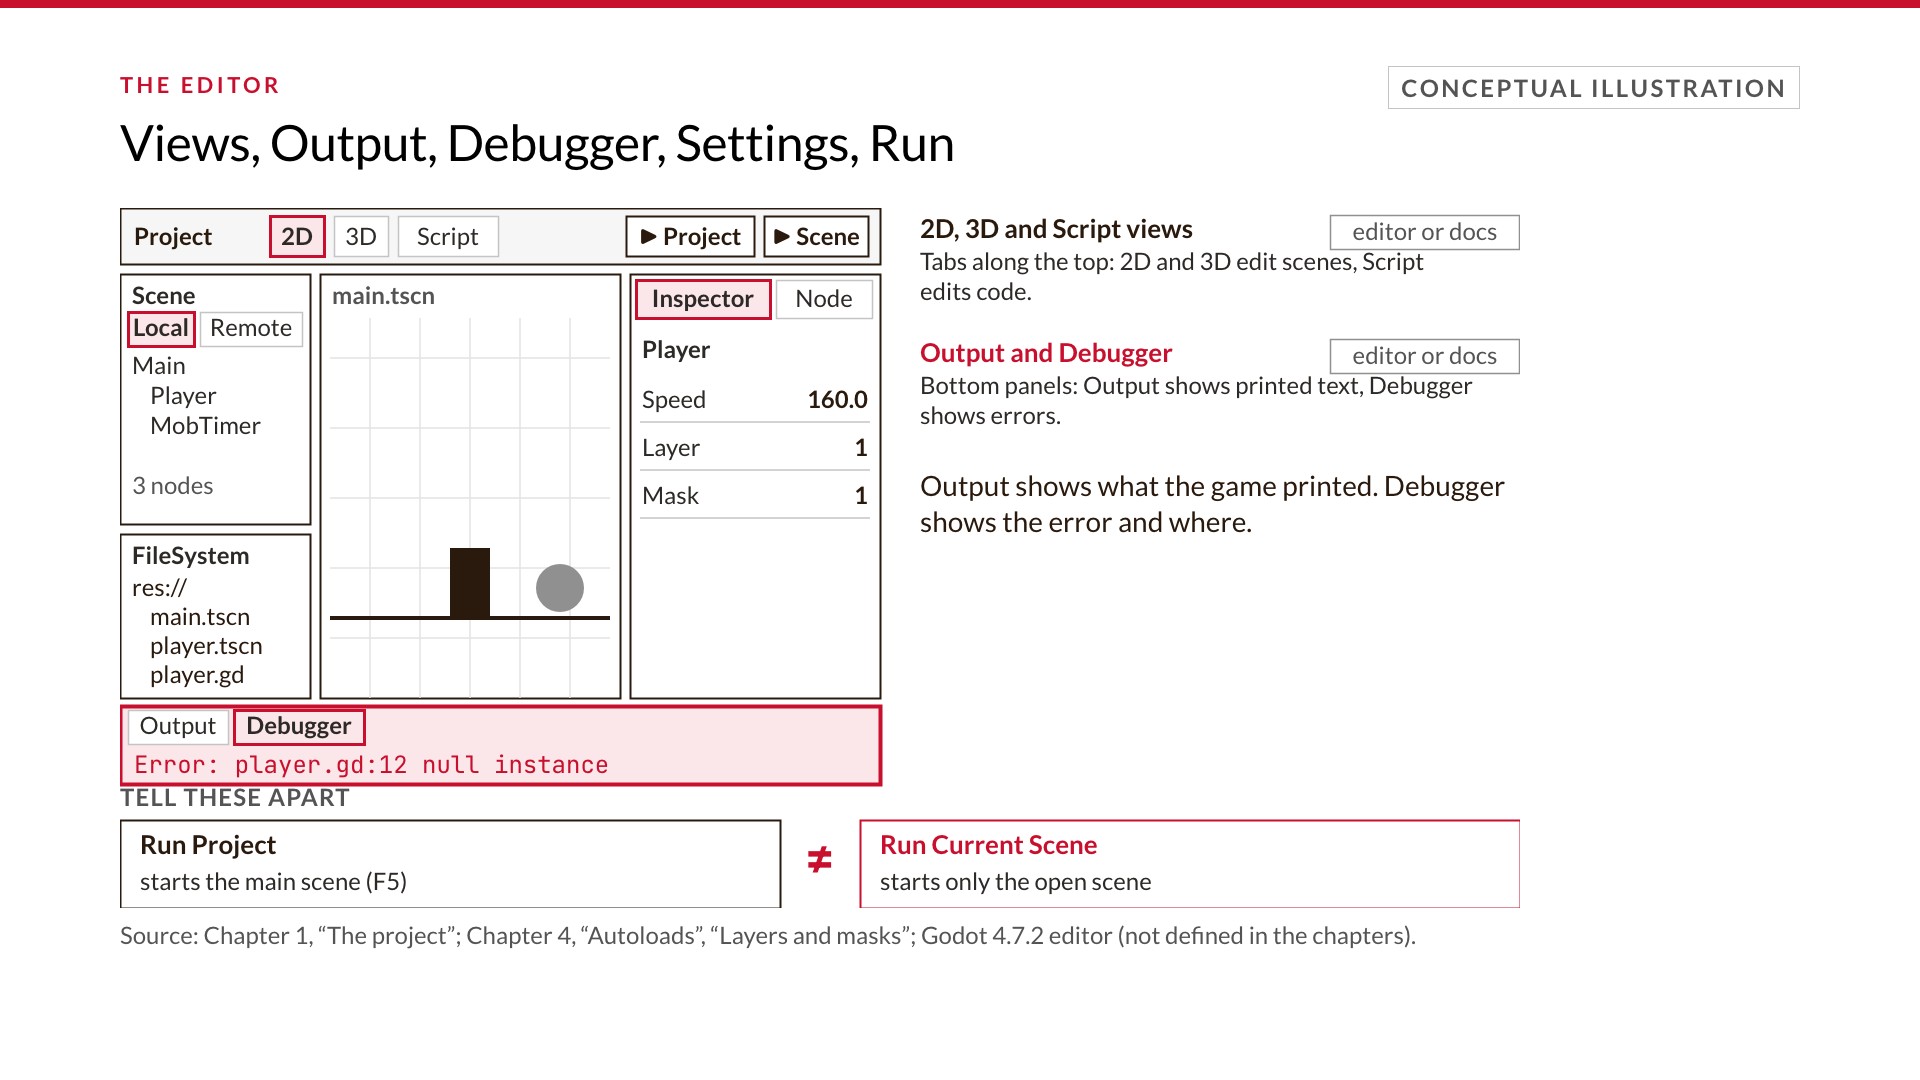 THE EDITOR
CONCEPTUAL ILLUSTRATION
Views, Output, Debugger, Settings, Run
Project
2D
3D
Script
▶ Project
▶ Scene
Scene
Local
Remote
Main
Player
MobTimer
3 nodes
FileSystem
res://
main.tscn
player.tscn
player.gd
main.tscn
Inspector
Node
Player
Speed 160.0
Layer 1
Mask 1
Output
Debugger
Error: player.gd:12 null instance
2D, 3D and Script views
editor or docs
Tabs along the top: 2D and 3D edit scenes, Script
edits code.
Output and Debugger
editor or docs
Bottom panels: Output shows printed text, Debugger
shows errors.
Output shows what the game printed. Debugger
shows the error and where.
TELL THESE APART
Run Project
starts the main scene (F5)
≠
Run Current Scene
starts only the open scene
Source: Chapter 1, “The project”; Chapter 4, “Autoloads”, “Layers and masks”; Godot 4.7.2 editor (not defined in the chapters).